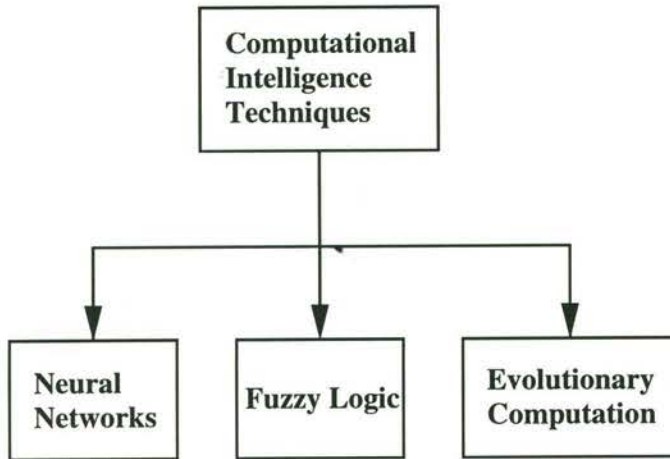 Computational
Intelligence
Techniques
Neural
Networks
Fuzzy Logic
Evolutionary
Computation